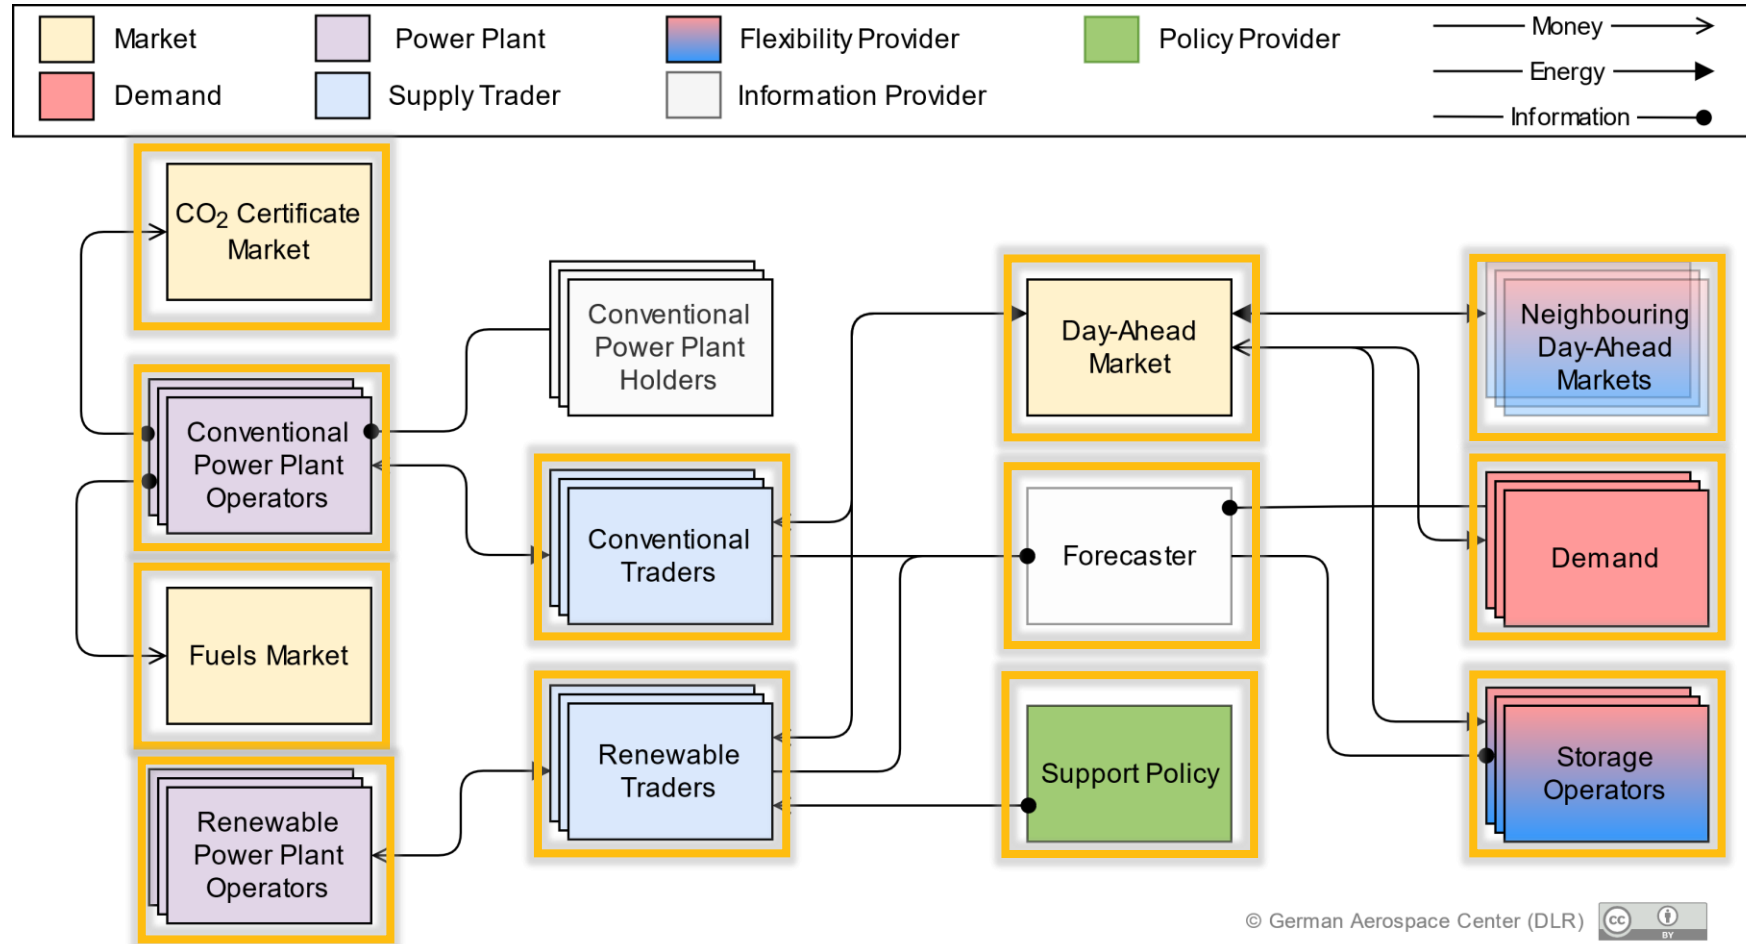 Market
Power Plant
Flexibility Provider
Policy Provider
Money
Energy
Demand
Supply Trader
Information Provider
Information
CO2 Certificate
Market
Conventional
Power Plant
Holders
Day-Ahead
Market
Neighbouring
Day-Ahead
Markets
Conventional
Power Plant
Operators
Conventional
Traders
Forecaster
Demand
Fuels Market
Renewable
Traders
Support Policy
Storage
Operators
Renewable
Power Plant
Operators
© German Aerospace Center (DLR)
cc
BY